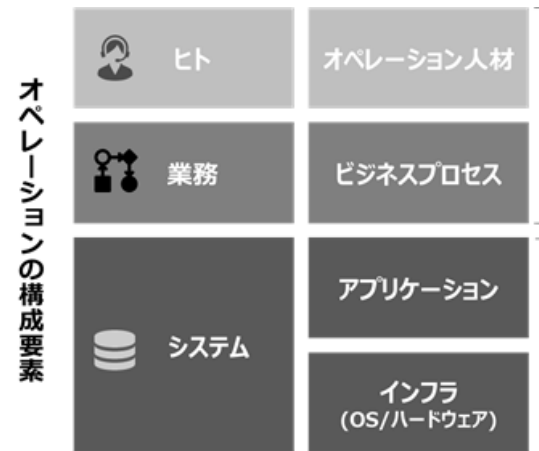 オペレーションの構成要素
ヒト
オペレーション人材
業務
ビジネスプロセス
システム
アプリケーション
インフラ
(OS/ハードウェア)